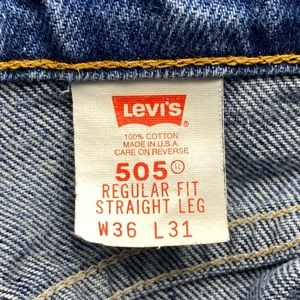 LEVI'S ®
100% COTTON
MADE IN U.S.A.
CARE ON REVERSE
505
REGULAR FIT
STRAIGHT LEG
W36 L31